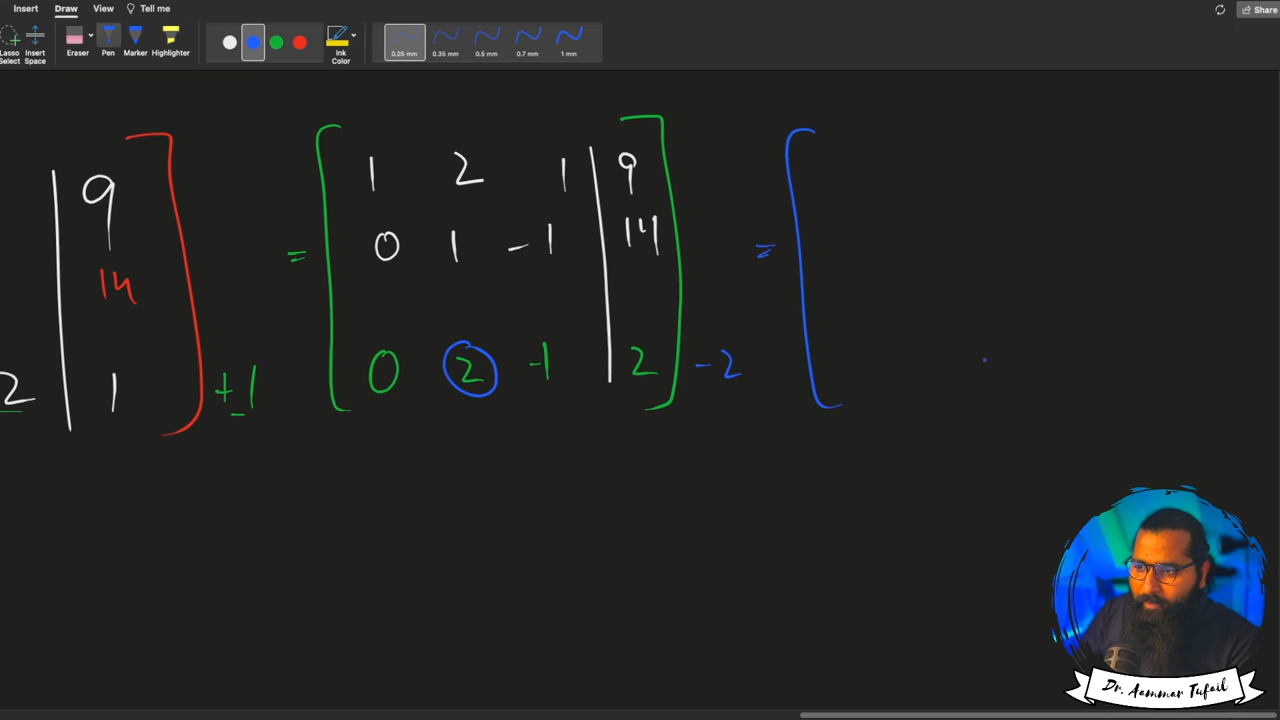 Insert Draw View Tell me Share
Lasso Select Insert Space Eraser Pen Marker Highlighter Ink Color 0.25 mm 0.35 mm 0.5 mm 0.7 mm 1 mm
9 = 1 2 1 9 =
14 0 1 -1 14
2 1 +1 0 2 -1 2 -2
Dr. Aammar Tufail